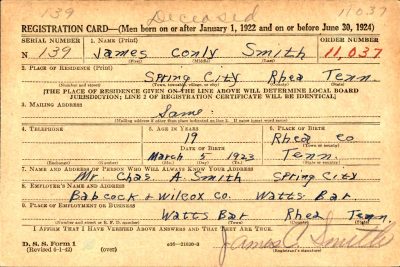 139 Deceased 11037
REGISTRATION CARD—(Men born on or after January 1, 1922 and on or before June 30, 1924)
SERIAL NUMBER 1. NAME (Print) ORDER NUMBER
N 139 James Conly Smith 11,037
(First) (Middle) (Last)
2. PLACE OF RESIDENCE (Print)
Spring City Rhea Tenn.
(Number and street) (Town, township, village, or city) (County) (State)
[THE PLACE OF RESIDENCE GIVEN ON THE LINE ABOVE WILL DETERMINE LOCAL BOARD
JURISDICTION; LINE 2 OF REGISTRATION CERTIFICATE WILL BE IDENTICAL]
3. MAILING ADDRESS
Same.
[Mailing address if other than place indicated on line 2. If same insert word same]
4. TELEPHONE 5. AGE IN YEARS 6. PLACE OF BIRTH
19 Rhea Co
DATE OF BIRTH (Town or county)
March 5 1923 Tenn.
(Exchange) (Number) (Mo.) (Day) (Yr.) (State or country)
7. NAME AND ADDRESS OF PERSON WHO WILL ALWAYS KNOW YOUR ADDRESS
Mr Chas. A. Smith Spring City
8. EMPLOYER'S NAME AND ADDRESS
Babcock & Wilcox Co. Watts Bar
9. PLACE OF EMPLOYMENT OR BUSINESS
Watts Bar Rhea Tenn.
(Number and street or R. F. D. number) (Town) (County) (State)
I AFFIRM THAT I HAVE VERIFIED ABOVE ANSWERS AND THAT THEY ARE TRUE.
D. S. S. Form 1
(Revised 6-1-42) (over) James C Smith